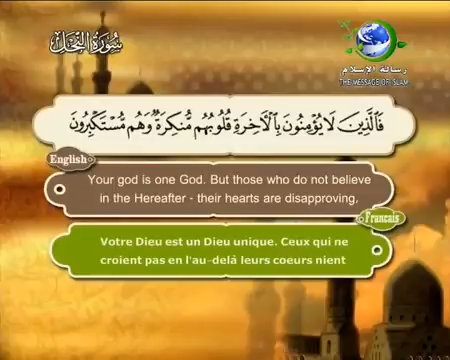 سُورَةُ النَّحْلِ
رسالة الإسلام
THE MESSAGE OF ISLAM
فَالَّذِينَ لَا يُؤْمِنُونَ بِالْآخِرَةِ قُلُوبُهُم مُّنكِرَةٌ وَهُم مُّسْتَكْبِرُونَ
English
Your god is one God. But those who do not believe
in the Hereafter - their hearts are disapproving,
Francais
Votre Dieu est un Dieu unique. Ceux qui ne
croient pas en l'au-delà leurs coeurs nient